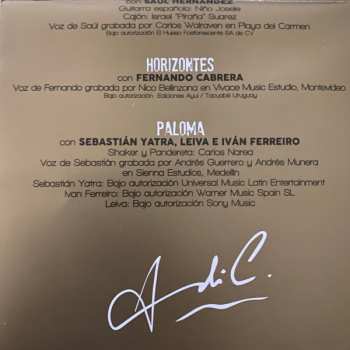 con SAÚL HERNÁNDEZ
Guitarra española: Niño Josele
Cajón: Israel "Piraña" Suarez
Voz de Saúl grabada por Carlos Walraven en Playa del Carmen
Bajo autorización El Hueso Fosforescente SA de CV
HORIZONTES
con FERNANDO CABRERA
Voz de Fernando grabada por Nico Bellinzona en Vivace Music Estudio, Montevideo
Bajo autorización Ediciones Ayuí / Tacuabé Uruguay
PALOMA
con SEBASTIÁN YATRA, LEIVA E IVÁN FERREIRO
Shaker y Pandereta: Carlos Narea
Voz de Sebastián grabada por Andrés Guerrero y Andrés Munera
en Sienna Estudios, Medellín
Sebastián Yatra: Bajo autorización Universal Music Latin Entertainment
Ivan Ferreiro: Bajo autorización Warner Music Spain SL
Leiva: Bajo autorización Sony Music